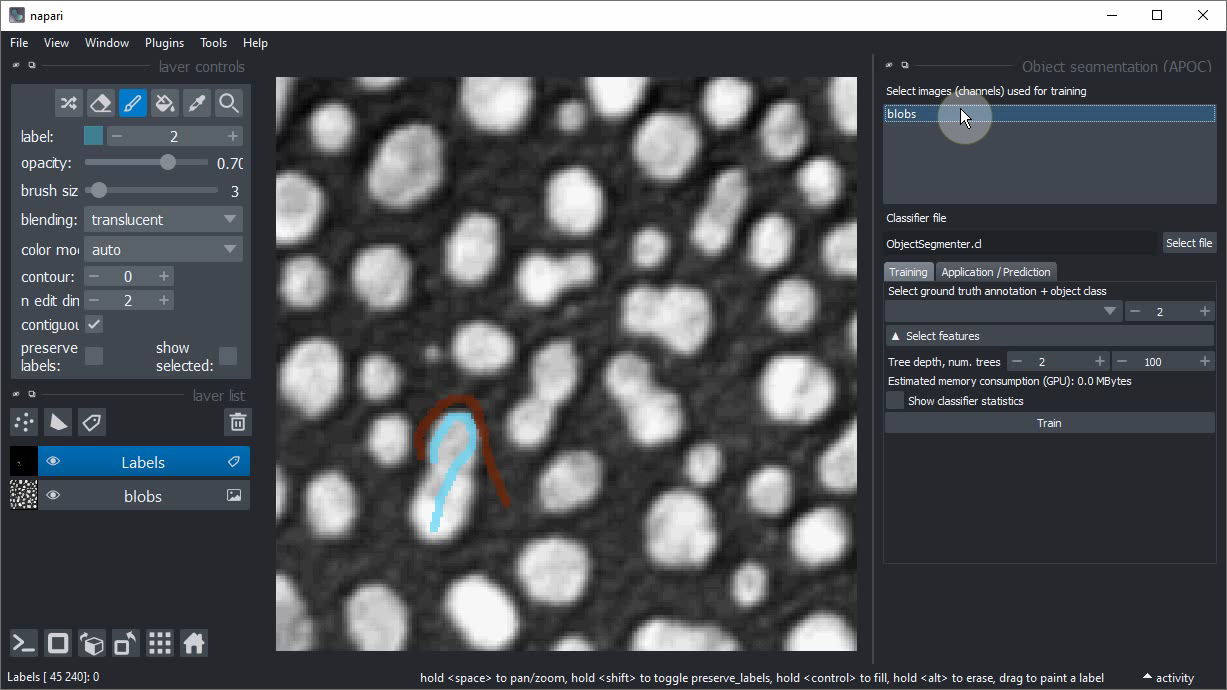 napari
File View Window Plugins Tools Help
layer controls
label: 2
opacity: 0.70
brush siz 3
blending: translucent
color mo auto
contour: 0
n edit din 2
contiguou
preserve labels: show selected:
layer list
Labels
blobs
Object segmentation (APOC)
Select images (channels) used for training
blobs
Classifier file
ObjectSegmenter.cl Select file
Training Application / Prediction
Select ground truth annotation + object class
2
Select features
Tree depth, num. trees 2 100
Estimated memory consumption (GPU): 0.0 MBytes
Show classifier statistics
Train
Labels [ 45 240]: 0 hold <space> to pan/zoom, hold <shift> to toggle preserve_labels, hold <control> to fill, hold <alt> to erase, drag to paint a label activity